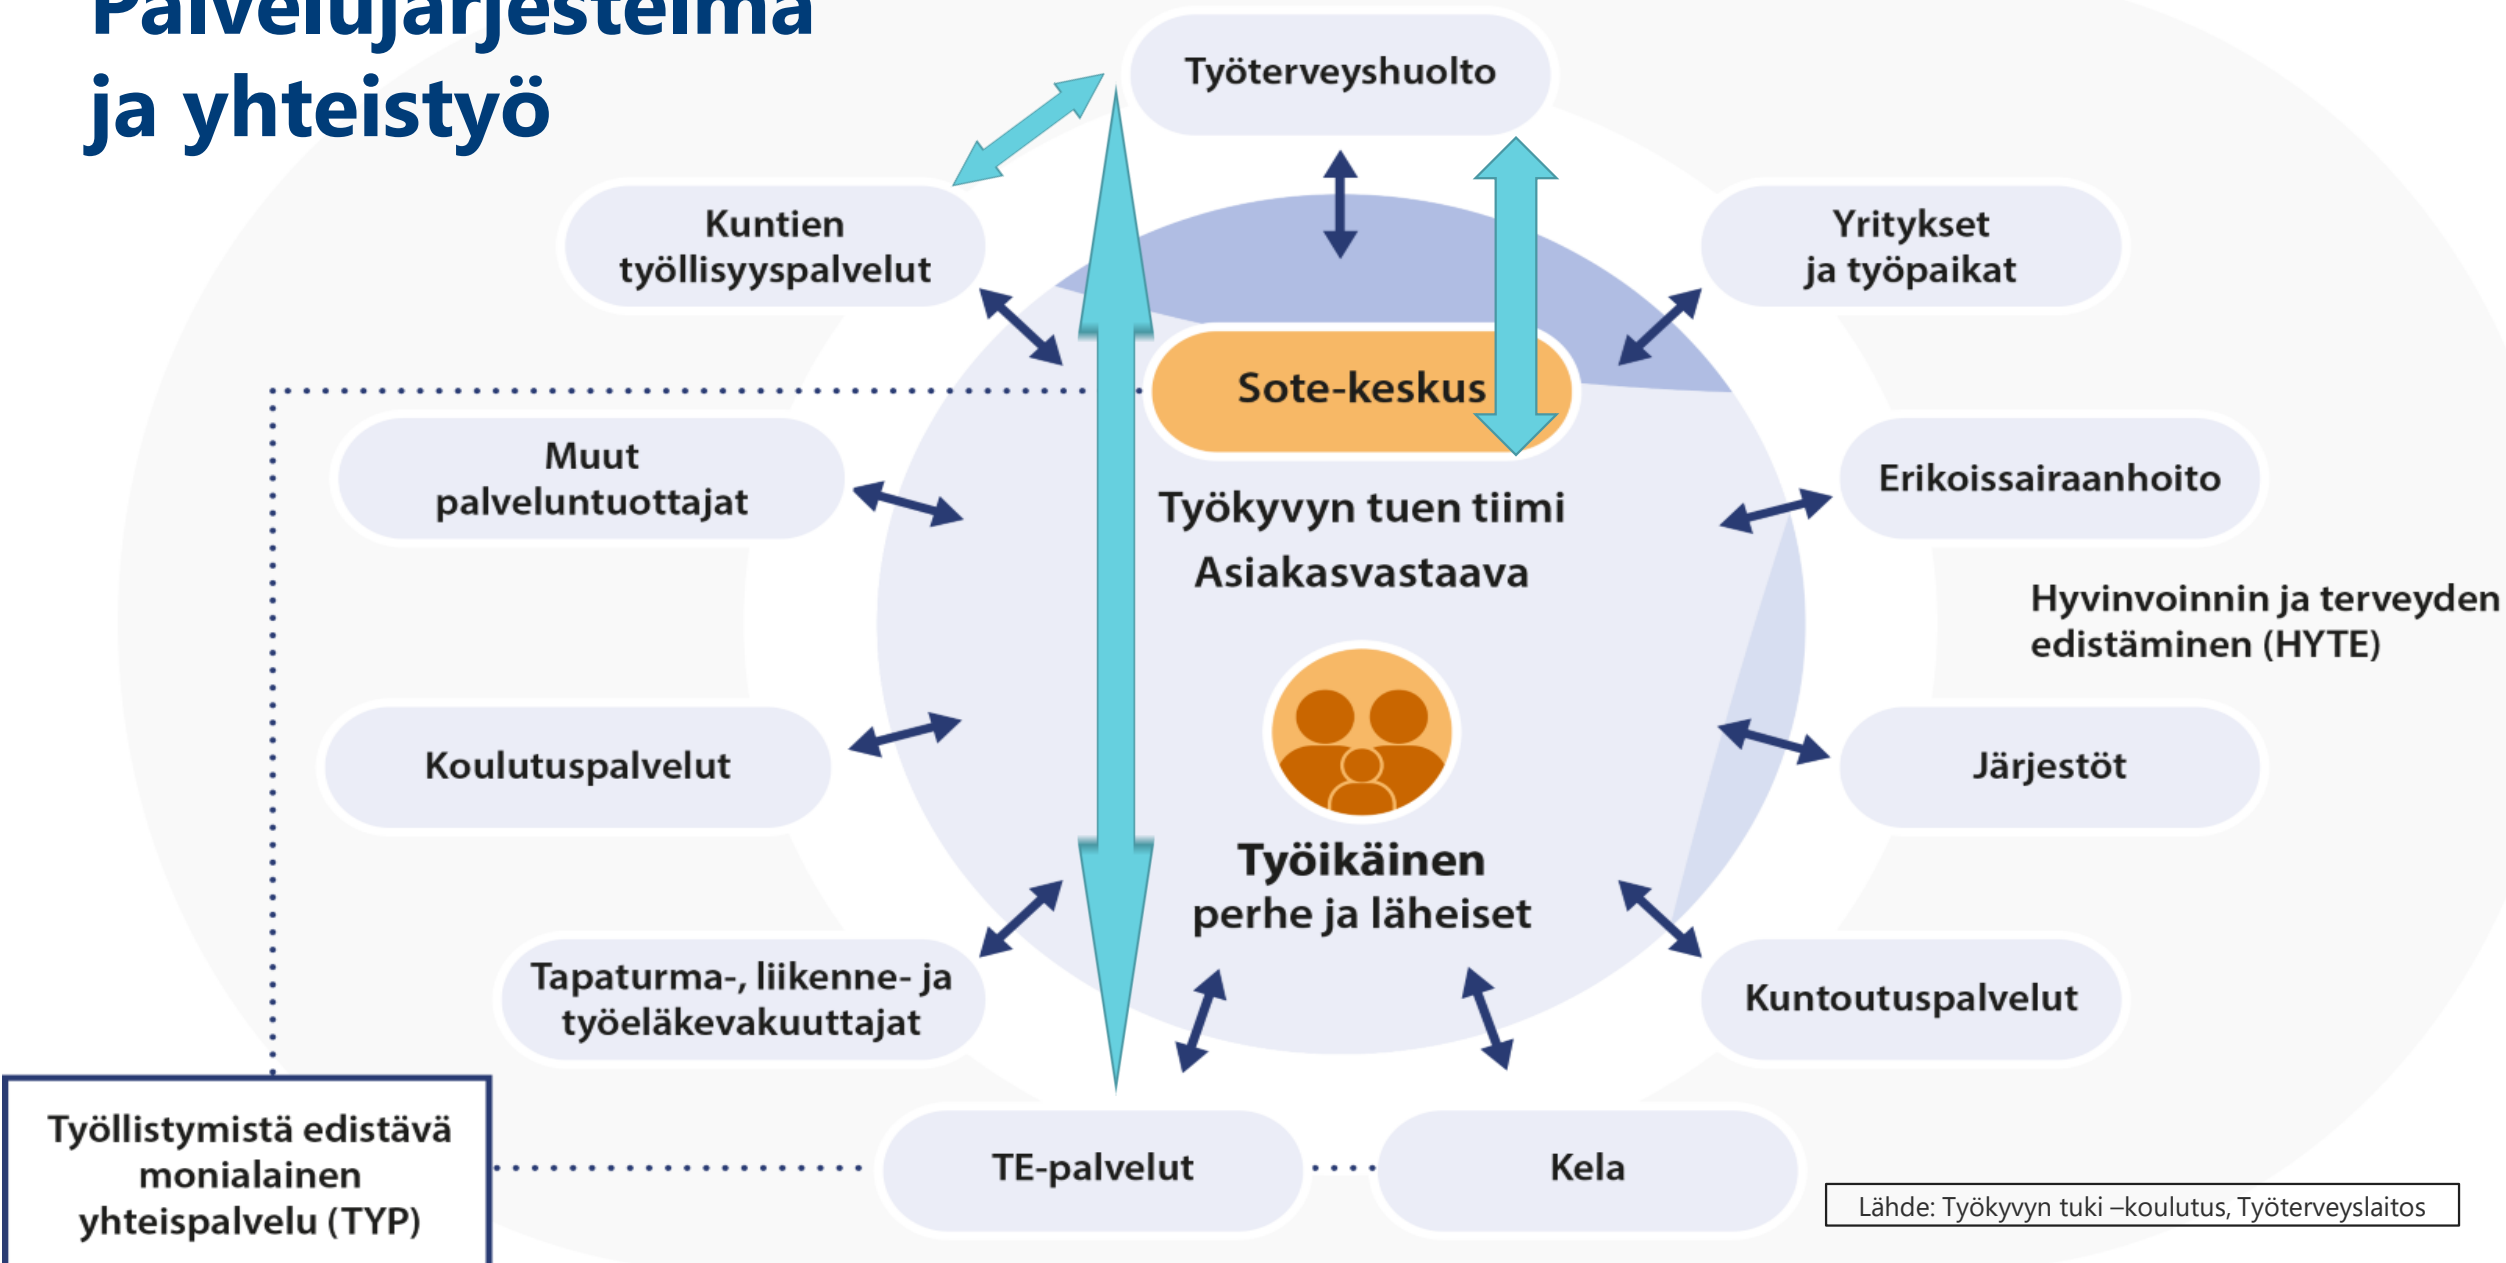 Palvelujärjestelmä
ja yhteistyö
Työterveyshuolto
Kuntien
työllisyyspalvelut
Yritykset
ja työpaikat
Sote-keskus
Muut
palveluntuottajat
Erikoissairaanhoito
Työkyvyn tuen tiimi
Asiakasvastaava
Hyvinvoinnin ja terveyden
edistäminen (HYTE)
Koulutuspalvelut
Järjestöt
Työikäinen
perhe ja läheiset
Tapaturma-, liikenne- ja
työeläkevakuuttajat
Kuntoutuspalvelut
Työllistymistä edistävä
monialainen
yhteispalvelu (TYP)
TE-palvelut
Kela
Lähde: Työkyvyn tuki –koulutus, Työterveyslaitos